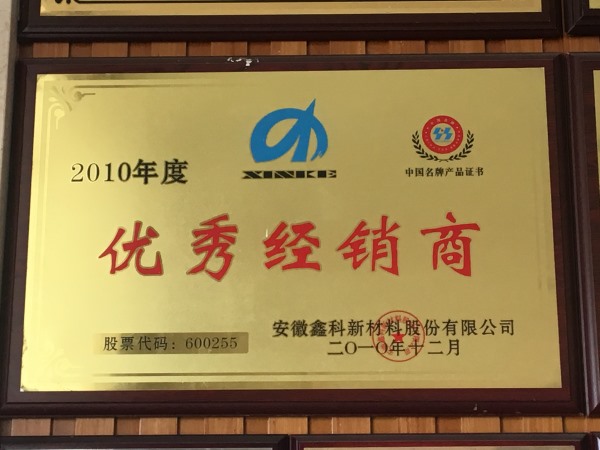 XINKE
中国名牌产品证书
2010年度
优秀经销商
股票代码：600255
安徽鑫科新材料股份有限公司
二〇一〇年十二月